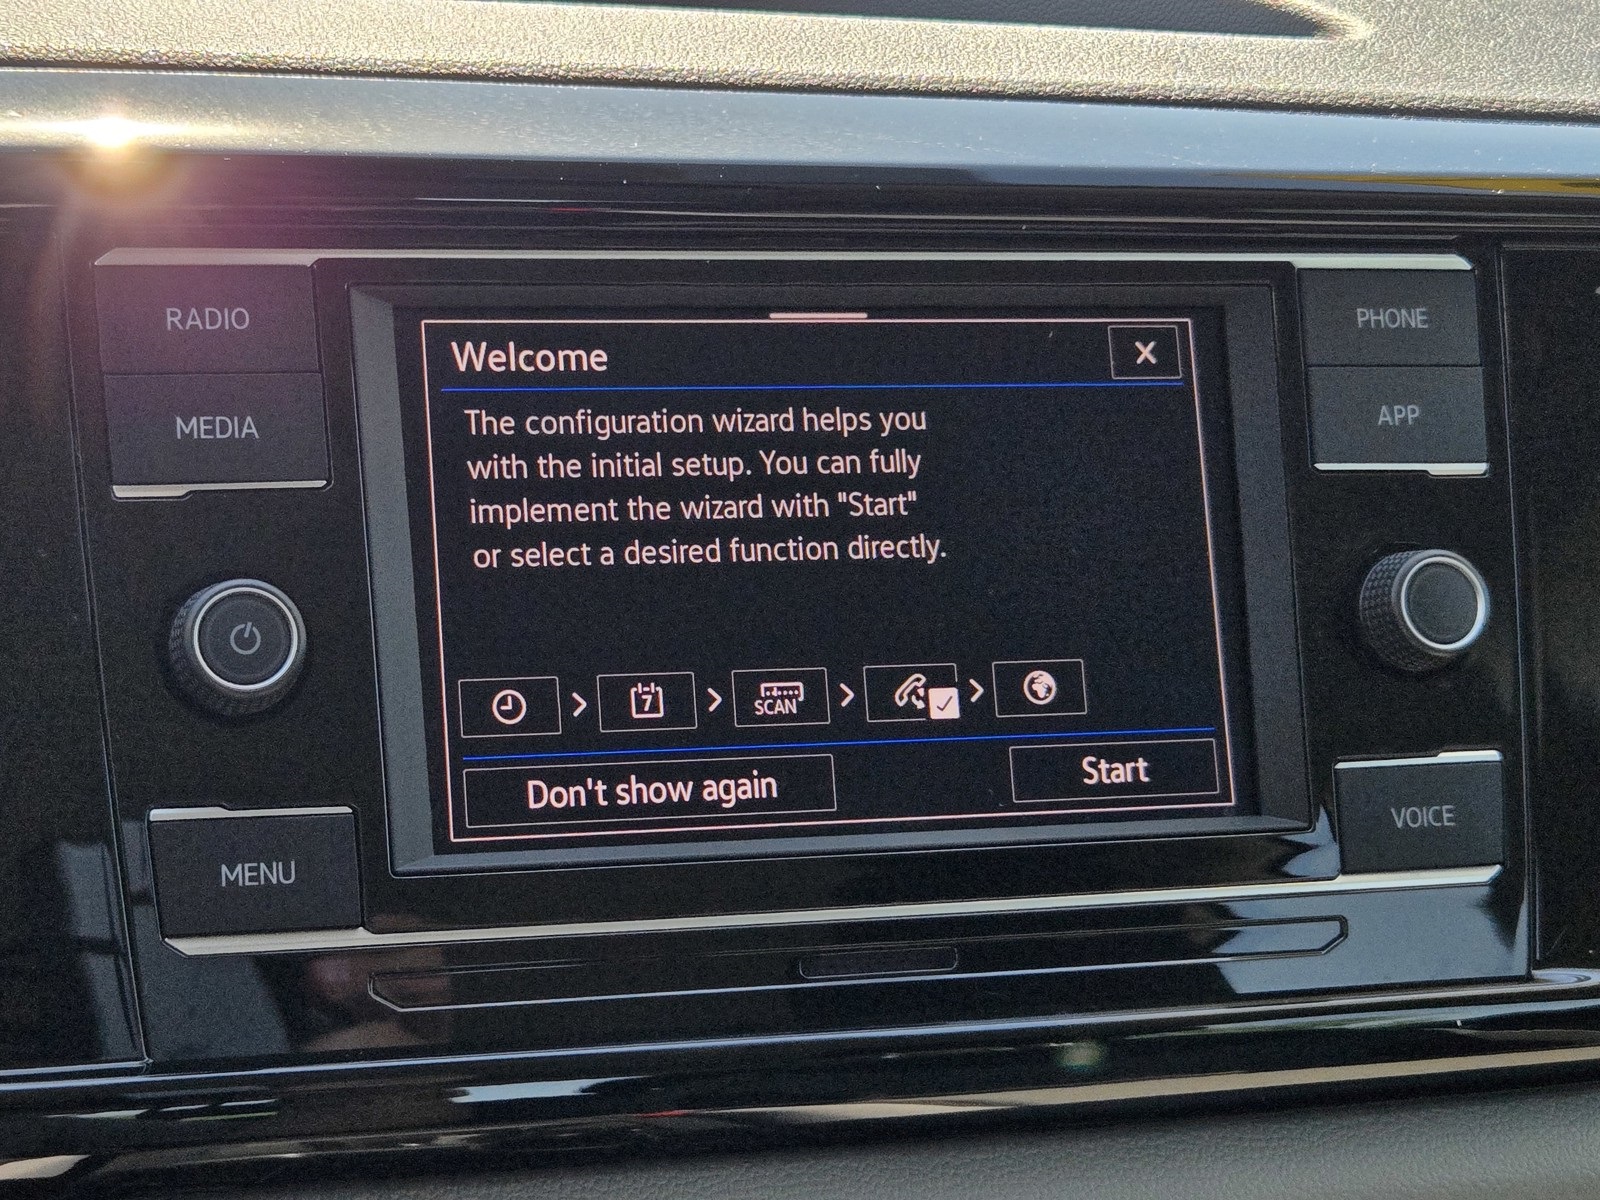 RADIO
MEDIA
MENU
Welcome
X
The configuration wizard helps you
with the initial setup. You can fully
implement the wizard with "Start"
or select a desired function directly.
7
SCAN
Don't show again
Start
PHONE
APP
VOICE